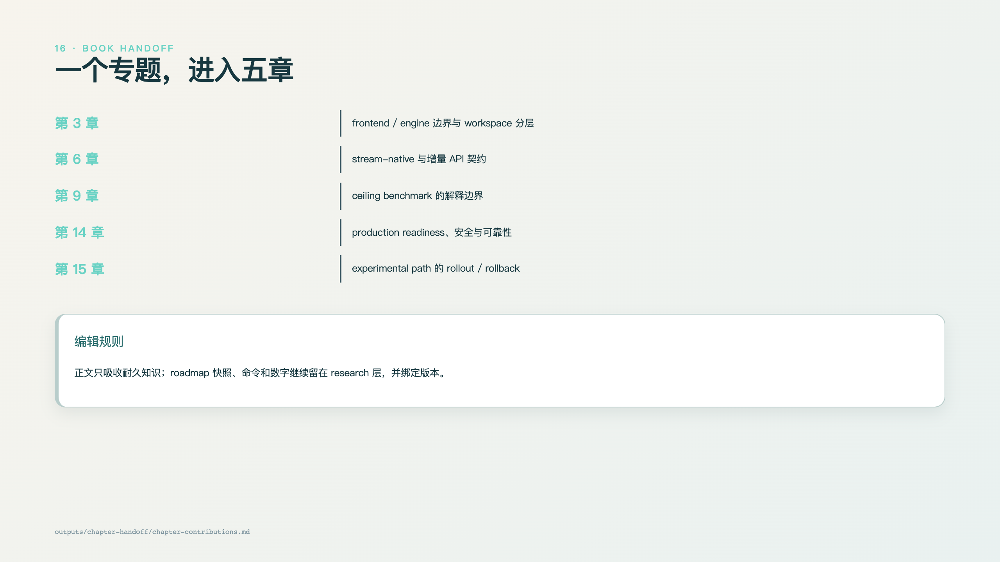 16 · BOOK HANDOFF
一个专题，进入五章
第 3 章
frontend / engine 边界与 workspace 分层
第 6 章
stream-native 与增量 API 契约
第 9 章
ceiling benchmark 的解释边界
第 14 章
production readiness、安全与可靠性
第 15 章
experimental path 的 rollout / rollback
编辑规则
正文只吸收耐久知识；roadmap 快照、命令和数字继续留在 research 层，并绑定版本。
outputs/chapter-handoff/chapter-contributions.md